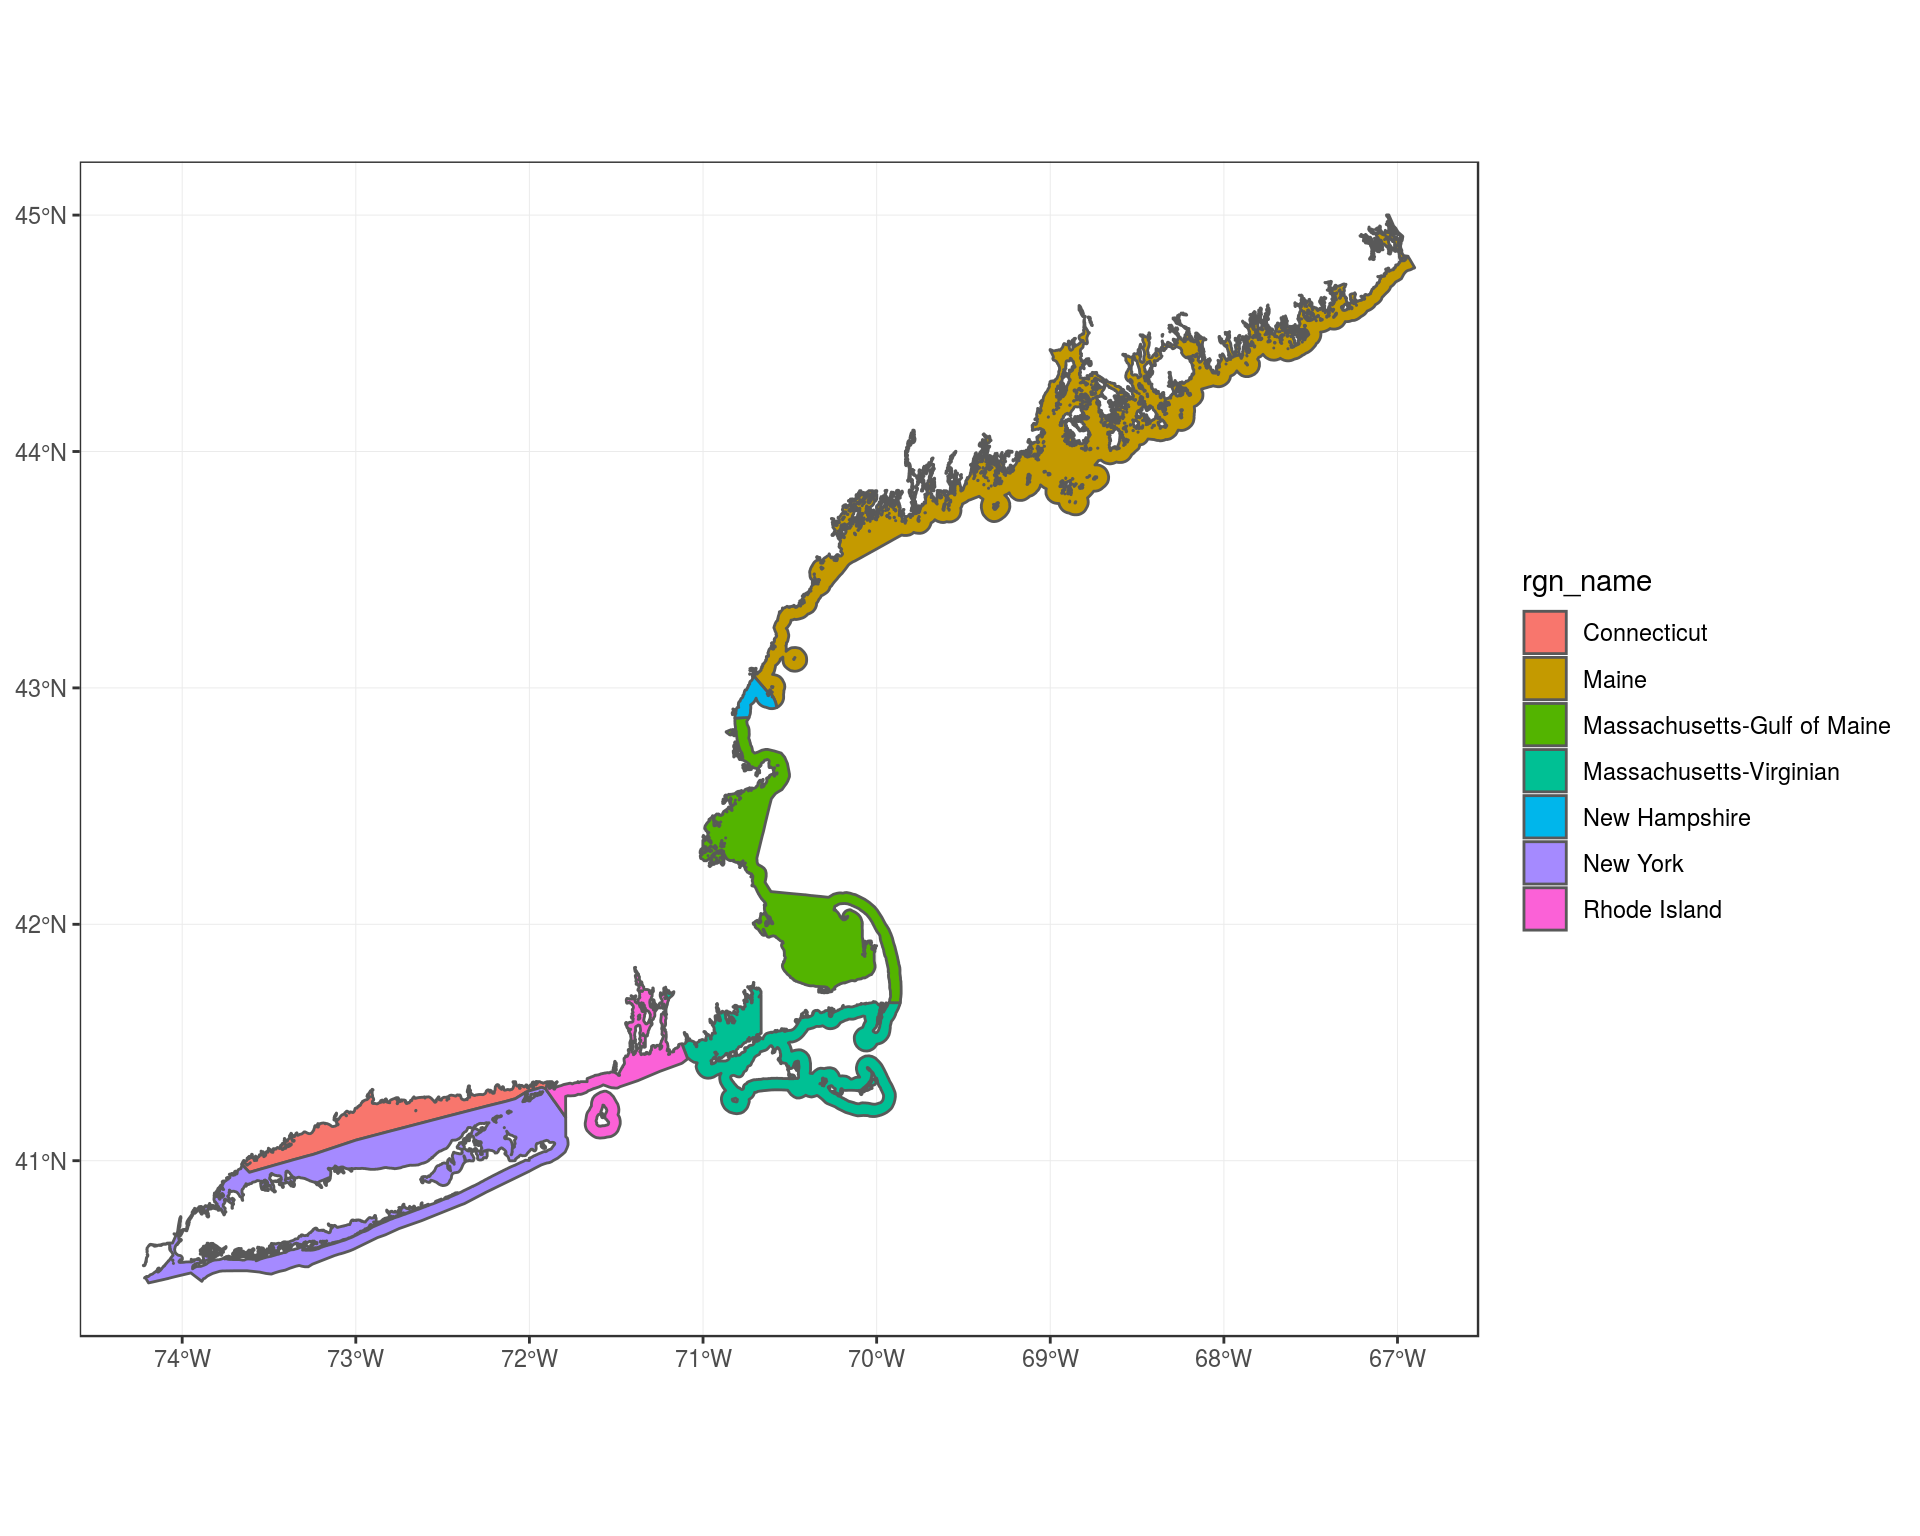 45°N
44°N
43°N
42°N
41°N
74°W
73°W
72°W
71°W
70°W
69°W
68°W
67°W
rgn_name
Connecticut
Maine
Massachusetts-Gulf of Maine
Massachusetts-Virginian
New Hampshire
New York
Rhode Island